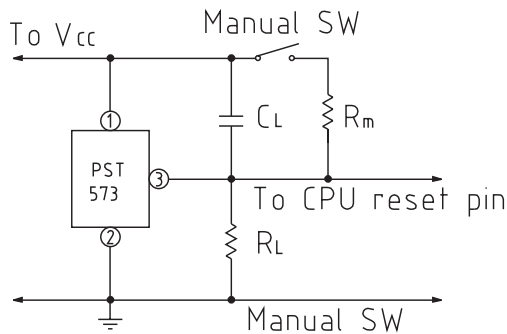 Manual SW
To Vcc
CL
Rm
1
PST
573
3
To CPU reset pin
2
RL
Manual SW